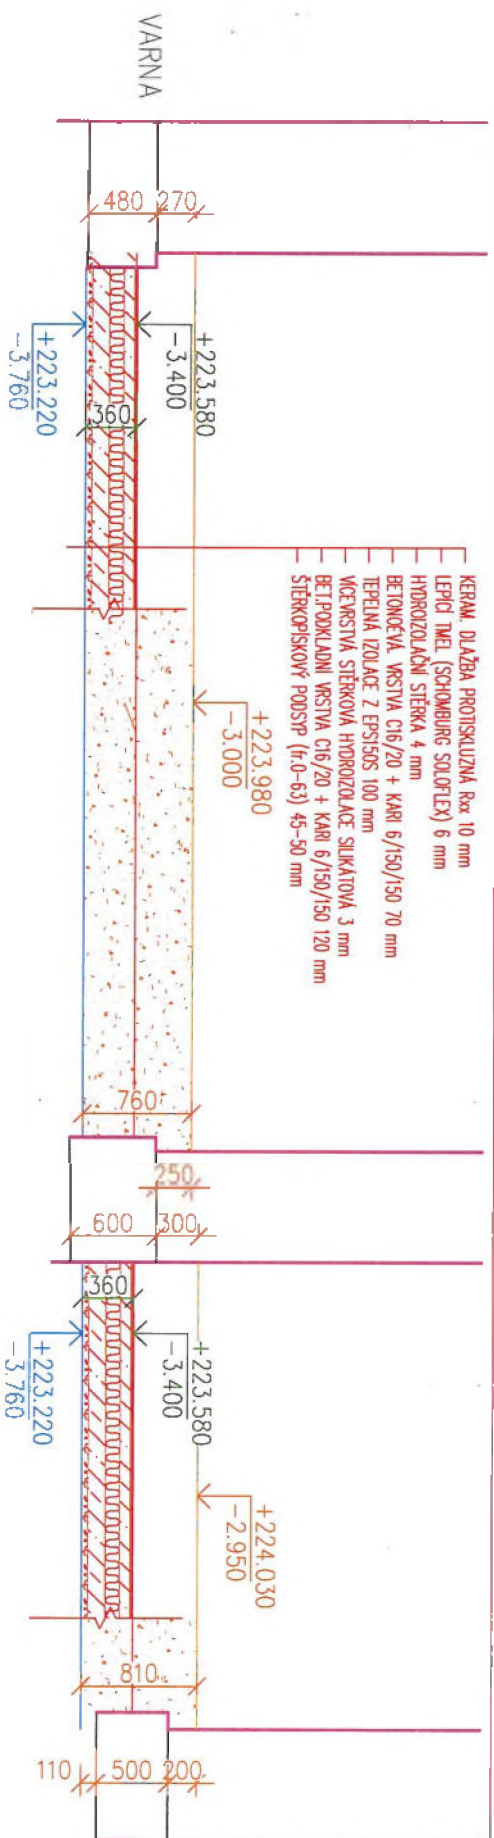 VARNA
480
270
+223.580
-3.400
+223.220
-3.760
360
KERAM. DLAŽBA PROTISKLUZNÁ Rxx 10 mm
LEPÍCÍ TMEL (SCHOMBURG SOLOFLEX) 6 mm
HYDROIZOLAČNÍ STĚRKA 4 mm
BETONOÉVÁ VRSTVA C16/20 + KARI 6/150/150 70 mm
TEPELNÁ IZOLACE Z EPS150S 100 mm
VÍCEVRSTVÁ STĚRKOVÁ HYDROIZOLACE SILIKÁTOVÁ 3 mm
BET.PODKLADNÍ VRSTVA C16/20 + KARI 6/150/150 120 mm
ŠTĚRKOPÍSKOVÝ PODSYP (fr.0-63) 45-50 mm
+223.980
-3.000
760
250
600
300
360
+223.580
-3.400
+223.220
-3.760
+224.030
-2.950
810
110
500
200